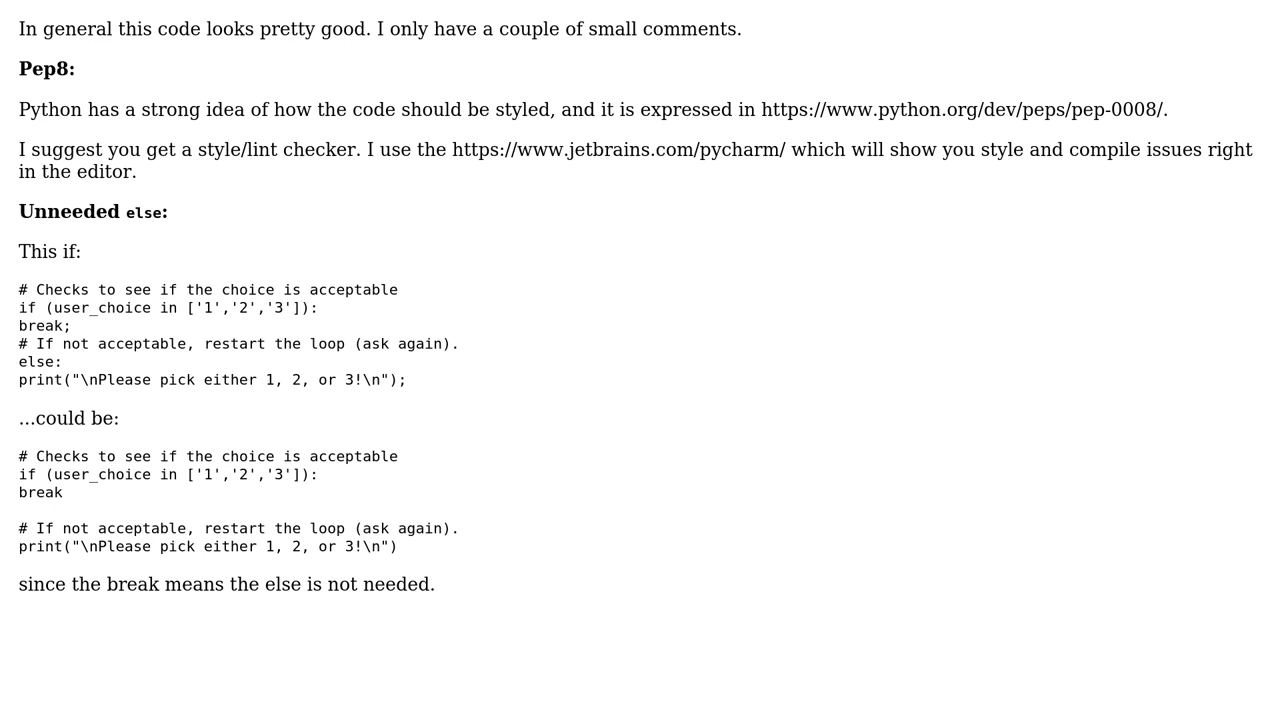 In general this code looks pretty good. I only have a couple of small comments.
Pep8:
Python has a strong idea of how the code should be styled, and it is expressed in https://www.python.org/dev/peps/pep-0008/.
I suggest you get a style/lint checker. I use the https://www.jetbrains.com/pycharm/ which will show you style and compile issues right
in the editor.
Unneeded else:
This if:
# Checks to see if the choice is acceptable
if (user_choice in ['1','2','3']):
break;
# If not acceptable, restart the loop (ask again).
else:
print("\nPlease pick either 1, 2, or 3!\n");
...could be:
# Checks to see if the choice is acceptable
if (user_choice in ['1','2','3']):
break
# If not acceptable, restart the loop (ask again).
print("\nPlease pick either 1, 2, or 3!\n")
since the break means the else is not needed.